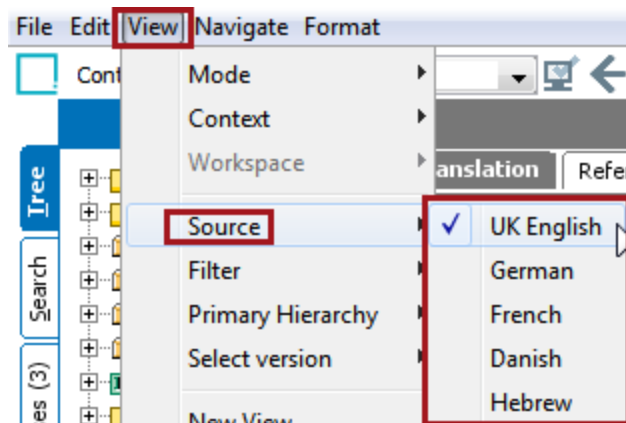 File Edit View Navigate Format
Cont
Mode
Context
Workspace
anslation Refe
Tree
Source
UK English
Search
Filter
German
Primary Hierarchy
French
Select version
Danish
es (3)
Hebrew
New View